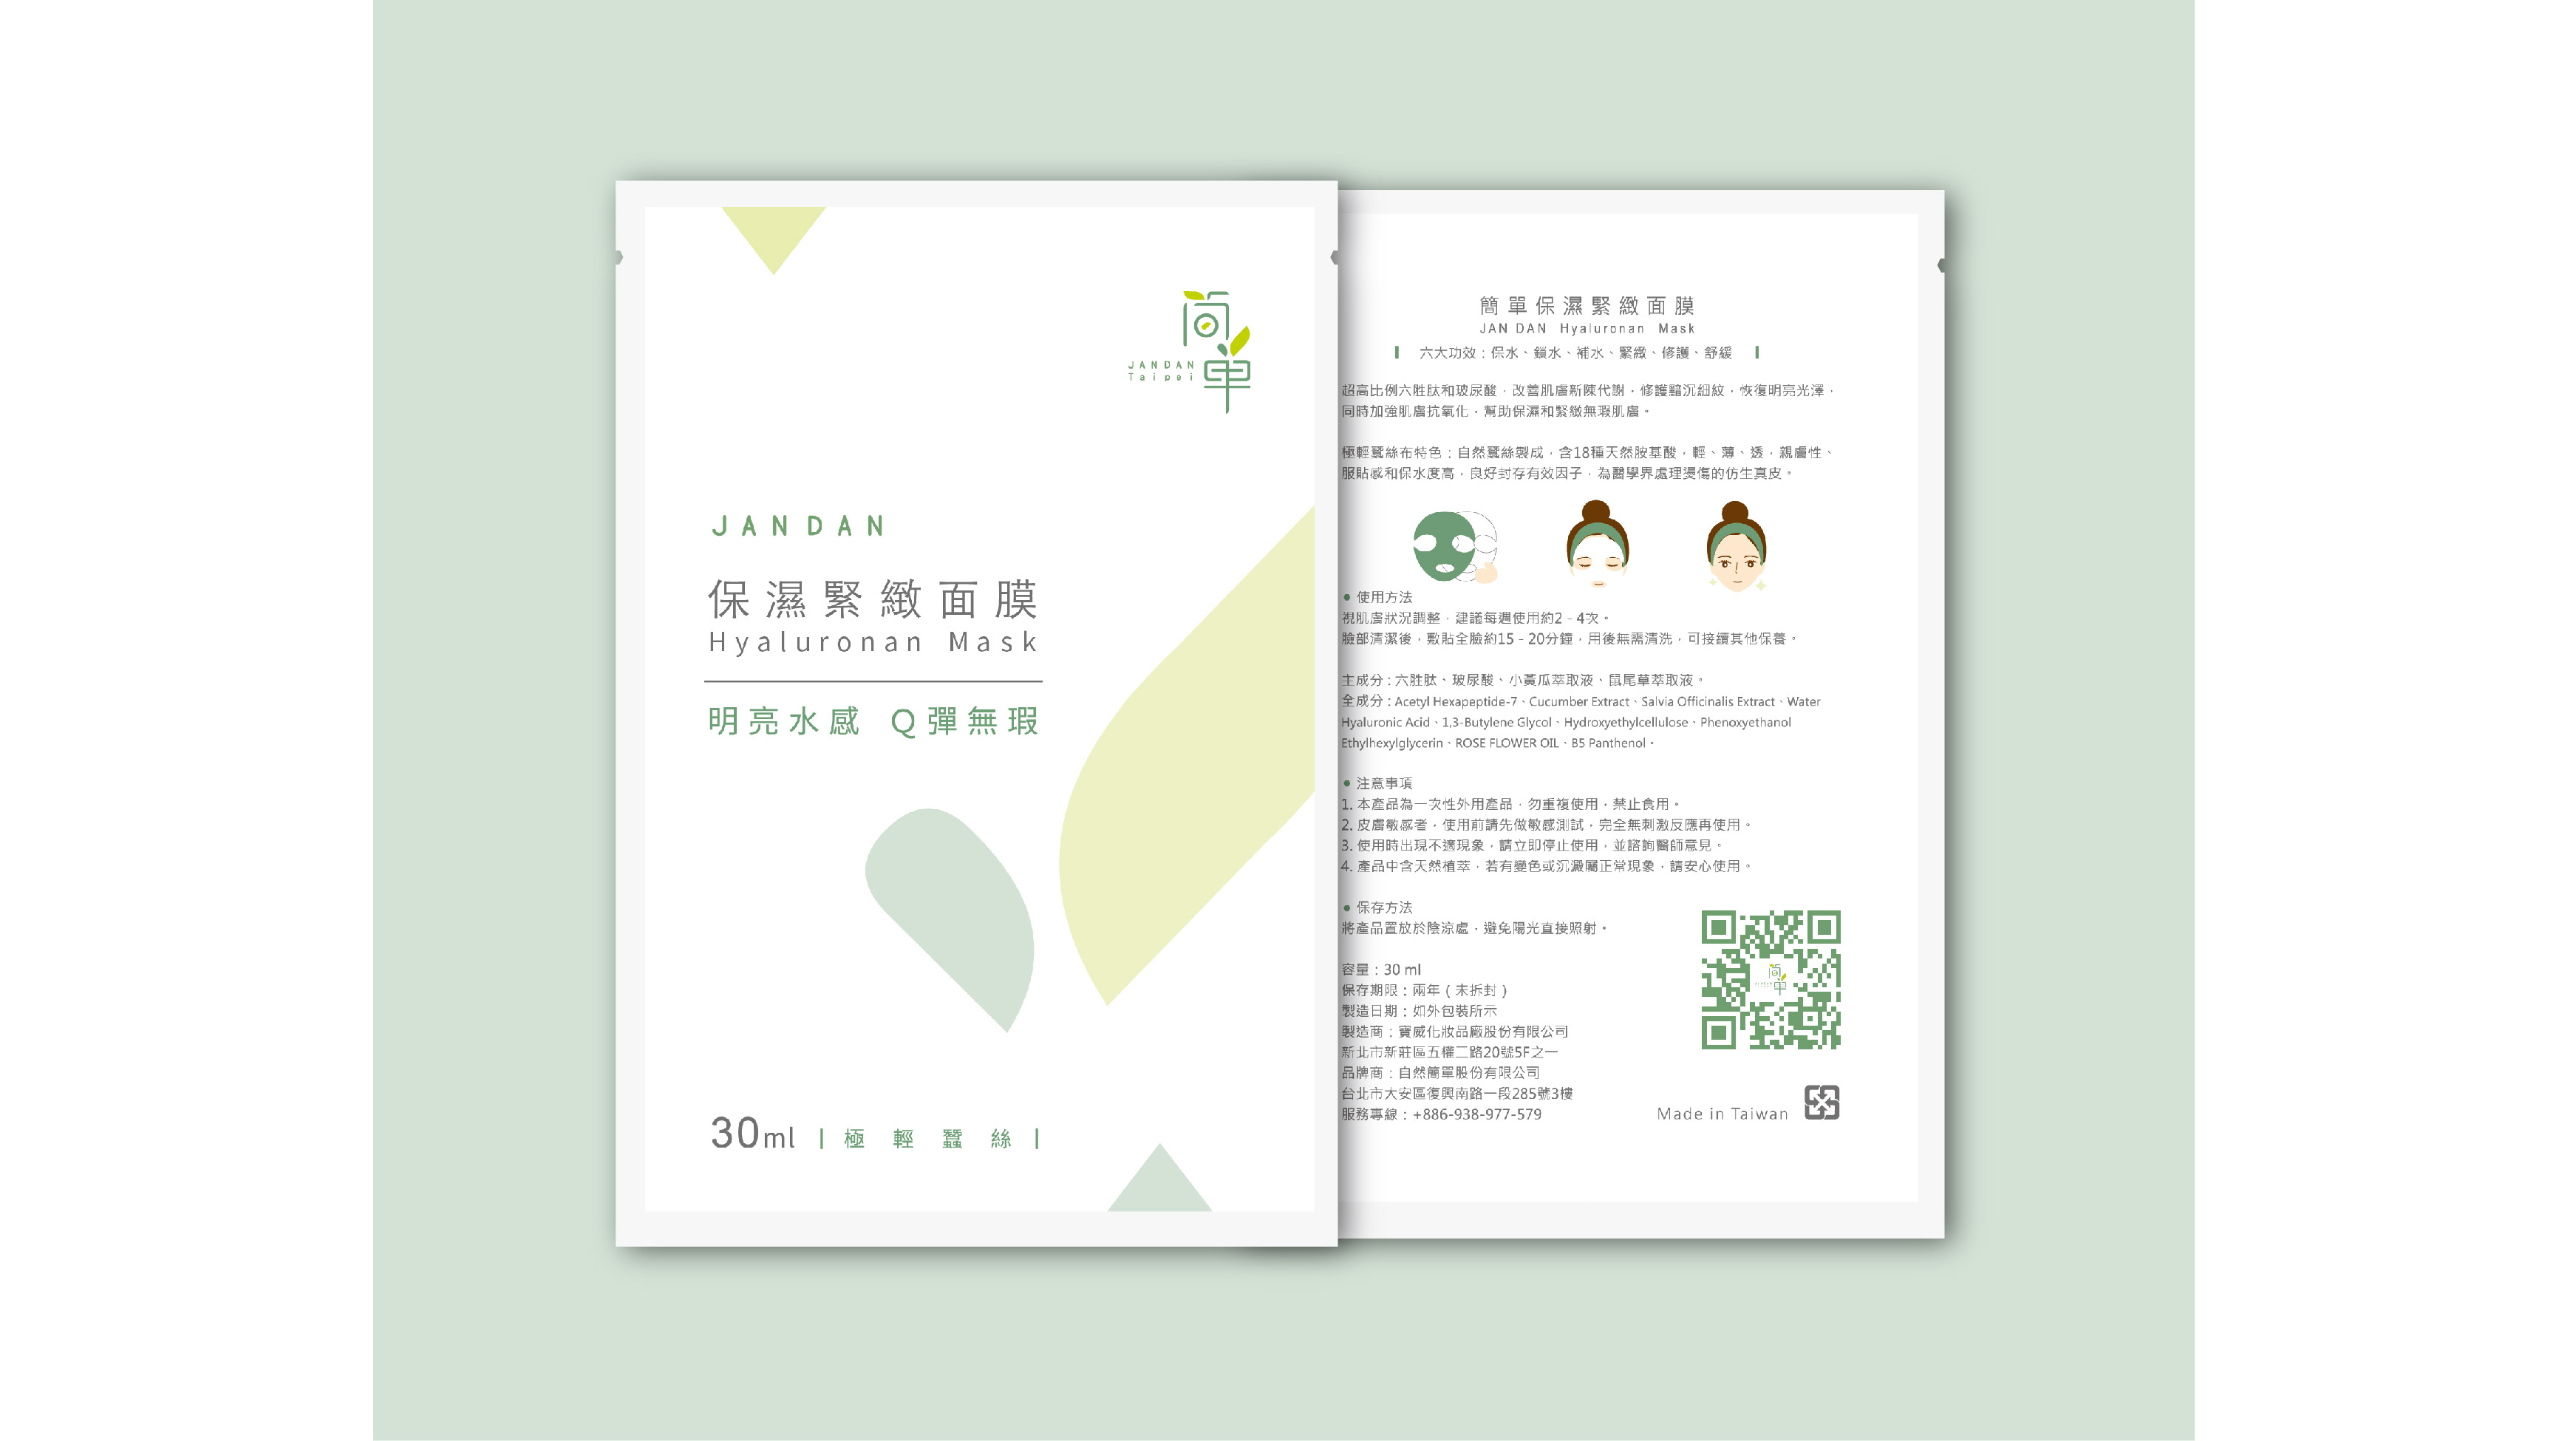 簡單
JANDAN
Taipei
JANDAN
保濕緊緻面膜
Hyaluronan Mask
明亮水感 Q彈無瑕
30ml | 極輕蠶絲 |
簡單保濕緊緻面膜
JAN DAN Hyaluronan Mask
| 六大功效：保水、鎖水、補水、緊緻、修護、舒緩 |
超高比例六胜肽和玻尿酸，改善肌膚新陳代謝，修護黯沉細紋，恢復明亮光澤，
同時加強肌膚抗氧化，幫助保濕和緊緻無瑕肌膚。
極輕蠶絲布特色：自然蠶絲製成，含18種天然胺基酸，輕、薄、透，親膚性、
服貼感和保水度高，良好封存有效因子，為醫學界處理燙傷的仿生真皮。
• 使用方法
視肌膚狀況調整，建議每週使用約2 - 4次。
臉部清潔後，敷貼全臉約15 - 20分鐘，用後無需清洗，可接續其他保養。
主成分：六胜肽、玻尿酸、小黃瓜萃取液、鼠尾草萃取液。
全成分：Acetyl Hexapeptide-7、Cucumber Extract、Salvia Officinalis Extract、Water
Hyaluronic Acid、1,3-Butylene Glycol、Hydroxyethylcellulose、Phenoxyethanol
Ethylhexylglycerin、ROSE FLOWER OIL、B5 Panthenol。
• 注意事項
1. 本產品為一次性外用產品，勿重複使用，禁止食用。
2. 皮膚敏感者，使用前請先做敏感測試，完全無刺激反應再使用。
3. 使用時出現不適現象，請立即停止使用，並諮詢醫師意見。
4. 產品中含天然植萃，若有變色或沉澱屬正常現象，請安心使用。
• 保存方法
將產品置放於陰涼處，避免陽光直接照射。
容量：30 ml
保存期限：兩年（未拆封）
製造日期：如外包裝所示
製造商：寶威化妝品廠股份有限公司
新北市新莊區五權二路20號5F之一
品牌商：自然簡單股份有限公司
台北市大安區復興南路一段285號3樓
服務專線：+886-938-977-579
Made in Taiwan